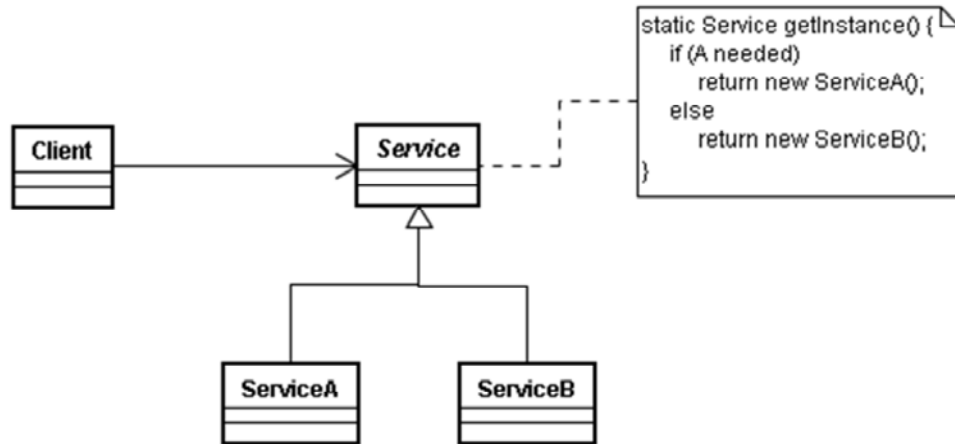 static Service getInstance() {
if (A needed)
return new ServiceA();
else
return new ServiceB();
}
Client
Service
ServiceA
ServiceB